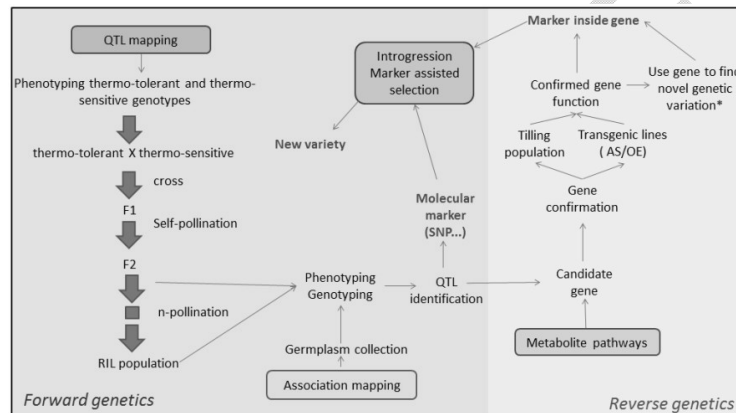 QTL mapping
Phenotyping thermo-tolerant and thermo-
sensitive genotypes
thermo-tolerant X thermo-sensitive
cross
F1
Self-pollination
F2
n-pollination
RIL population
Forward genetics
Introgression
Marker assisted
selection
New variety
Molecular
marker
(SNP...)
Phenotyping
Genotyping
QTL
identification
Germplasm collection
Association mapping
Marker inside gene
Confirmed gene
function
Use gene to find
novel genetic
variation*
Tilling
population
Transgenic lines
( AS/OE)
Gene
confirmation
Candidate
gene
Metabolite pathways
Reverse genetics